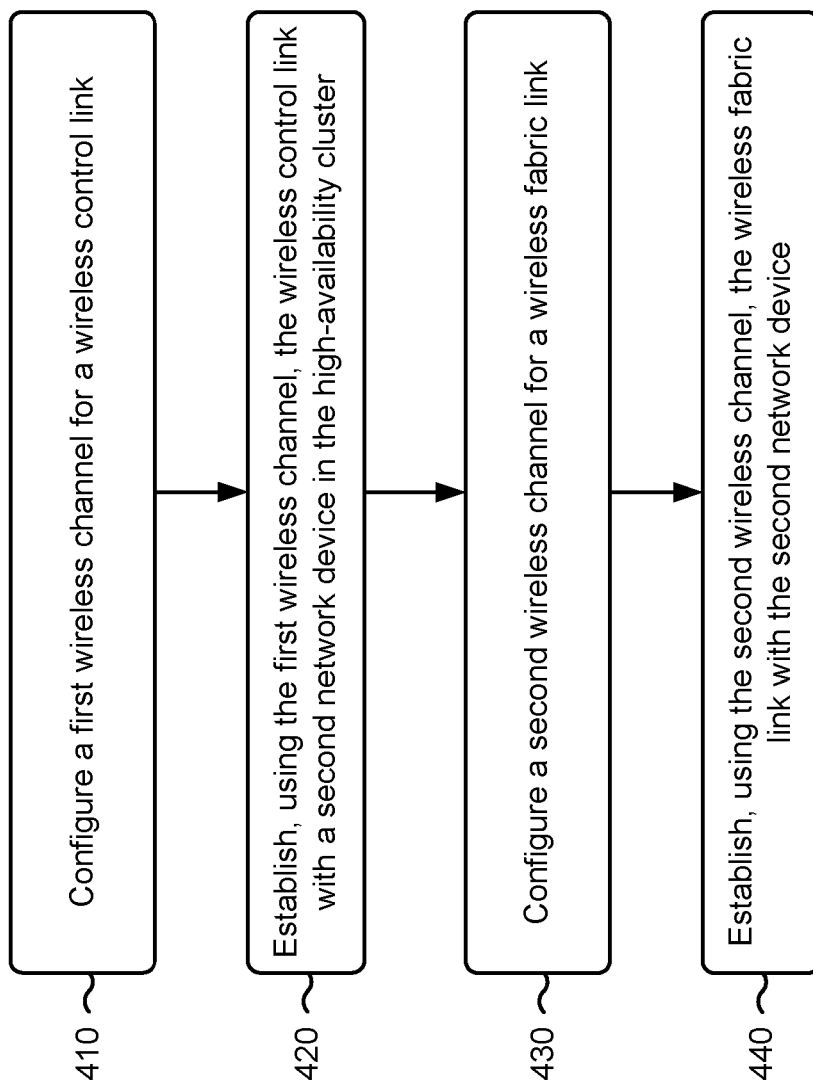 410
Configure a first wireless channel for a wireless control link
420
Establish, using the first wireless channel, the wireless control link
with a second network device in the high-availability cluster
430
Configure a second wireless channel for a wireless fabric link
440
Establish, using the second wireless channel, the wireless fabric
link with the second network device